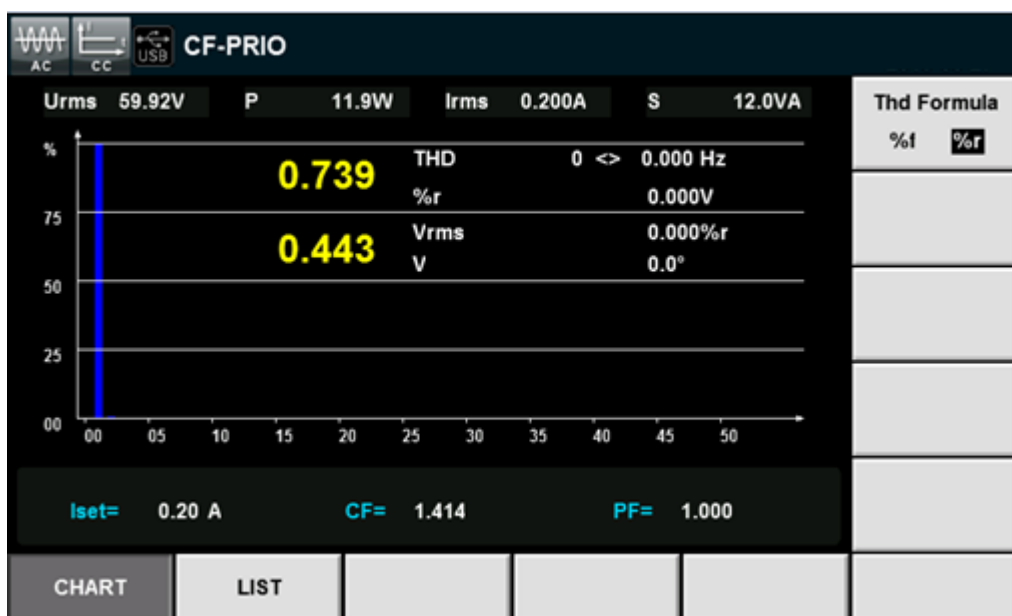 AC CC USB CF-PRIO
Urms 59.92V P 11.9W Irms 0.200A S 12.0VA
Thd Formula
%f %r
%
0.739 THD 0 <> 0.000 Hz
%r 0.000V
75
0.443 Vrms 0.000%r
V 0.0°
50
25
00
00 05 10 15 20 25 30 35 40 45 50
Iset= 0.20 A CF= 1.414 PF= 1.000
CHART LIST